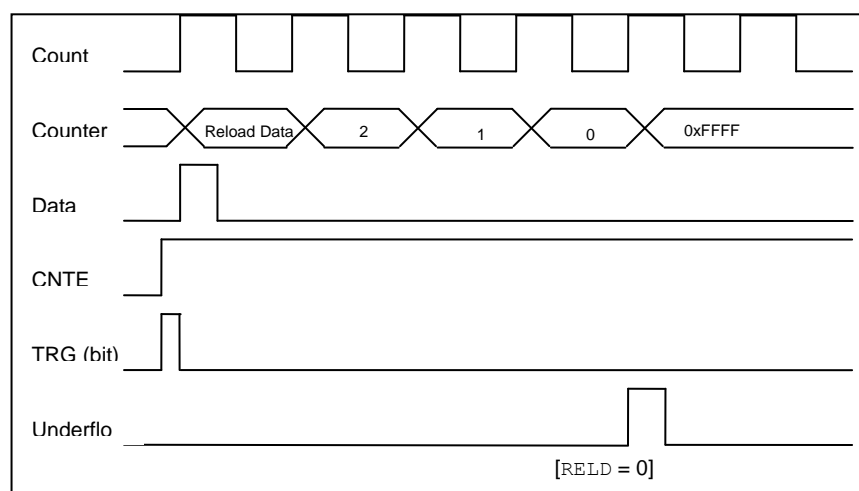 Count
Counter
Reload Data
2
1
0
0xFFFF
Data
CNTE
TRG (bit)
Underflo
[RELD = 0]